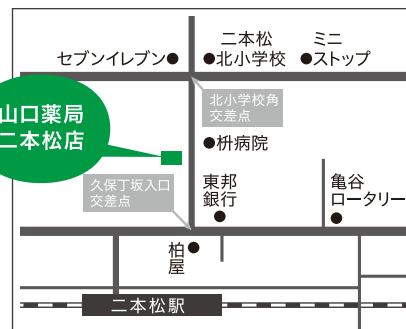 セブンイレブン
二本松
北小学校
ミニ
ストップ
山口薬局
二本松店
北小学校角
交差点
枡病院
久保丁坂入口
交差点
東邦
銀行
亀谷
ロータリー
柏
屋
二本松駅